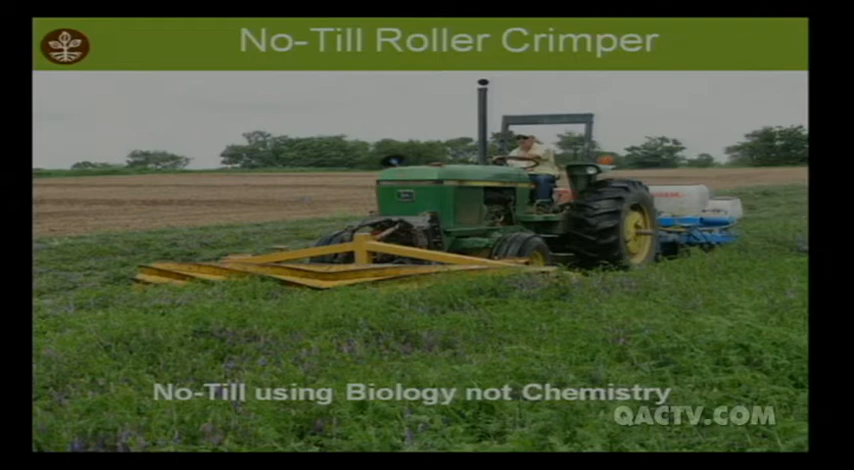 No-Till Roller Crimper
No-Till using Biology not Chemistry
QACTV.COM